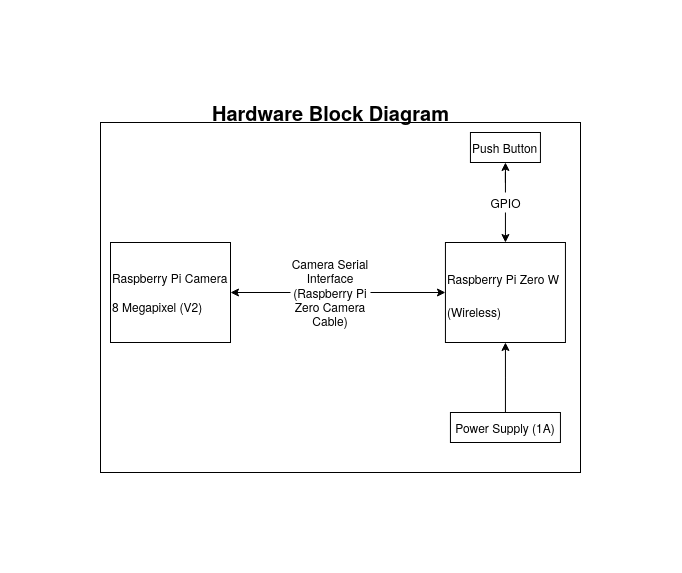 Hardware Block Diagram
Push Button
GPIO
Raspberry Pi Camera
8 Megapixel (V2)
Camera Serial
Interface
(Raspberry Pi
Zero Camera
Cable)
Raspberry Pi Zero W
(Wireless)
Power Supply (1A)